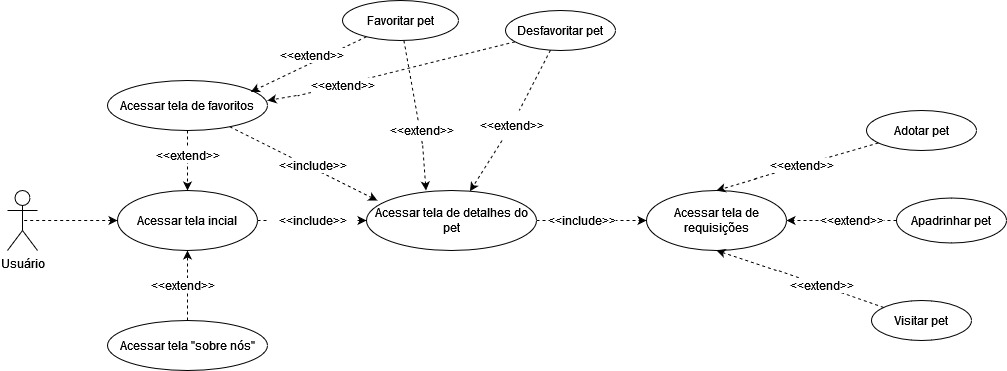 Favoritar pet
Desfavoritar pet
<<extend>>
<<extend>>
Acessar tela de favoritos
<<extend>>
<<extend>>
Adotar pet
<<extend>>
<<include>>
<<extend>>
Usuário
Acessar tela incial
<<include>>
Acessar tela de detalhes do
pet
<<include>>
Acessar tela de
requisições
<<extend>>
Apadrinhar pet
<<extend>>
<<extend>>
Visitar pet
Acessar tela "sobre nós"